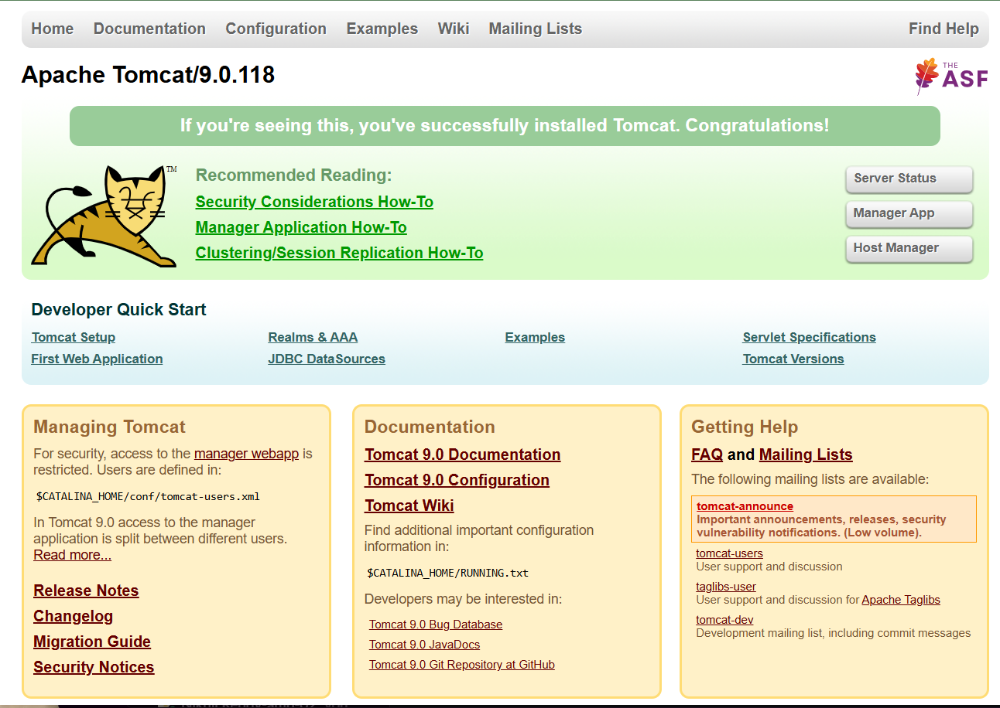 Home Documentation Configuration Examples Wiki Mailing Lists Find Help
Apache Tomcat/9.0.118
THE
ASF
If you're seeing this, you've successfully installed Tomcat. Congratulations!
TM
Recommended Reading:
Security Considerations How-To
Manager Application How-To
Clustering/Session Replication How-To
Server Status
Manager App
Host Manager
Developer Quick Start
Tomcat Setup
First Web Application
Realms & AAA
JDBC DataSources
Examples
Servlet Specifications
Tomcat Versions
Managing Tomcat
For security, access to the manager webapp is
restricted. Users are defined in:
$CATALINA_HOME/conf/tomcat-users.xml
In Tomcat 9.0 access to the manager
application is split between different users.
Read more...
Release Notes
Changelog
Migration Guide
Security Notices
Documentation
Tomcat 9.0 Documentation
Tomcat 9.0 Configuration
Tomcat Wiki
Find additional important configuration
information in:
$CATALINA_HOME/RUNNING.txt
Developers may be interested in:
Tomcat 9.0 Bug Database
Tomcat 9.0 JavaDocs
Tomcat 9.0 Git Repository at GitHub
Getting Help
FAQ and Mailing Lists
The following mailing lists are available:
tomcat-announce
Important announcements, releases, security
vulnerability notifications. (Low volume).
tomcat-users
User support and discussion
taglibs-user
User support and discussion for Apache Taglibs
tomcat-dev
Development mailing list, including commit messages